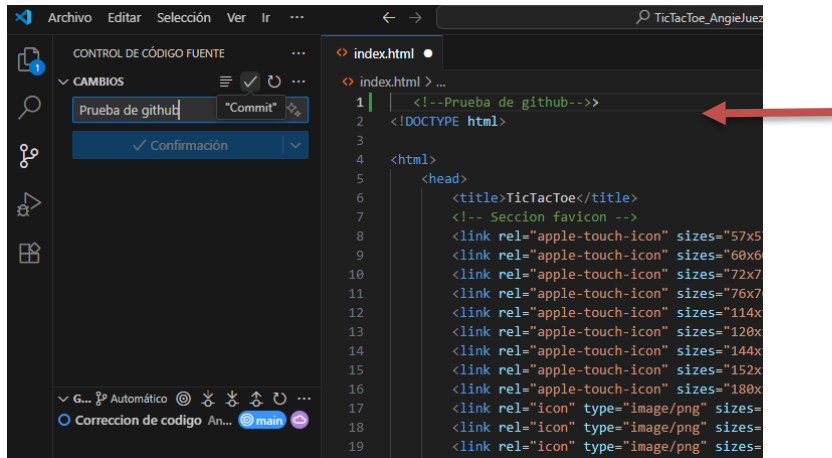 Archivo Editar Selección Ver Ir ···
TicTacToe_AngieJuez
CONTROL DE CÓDIGO FUENTE ···
CAMBIOS ···
Prueba de github
"Commit"
Confirmación
G... Automático ···
Correccion de codigo An... main
index.html
index.html > ...
1 <!--Prueba de github-->>
2 <!DOCTYPE html>
3
4 <html>
5 <head>
6 <title>TicTacToe</title>
7 <!-- Seccion favicon -->
8 <link rel="apple-touch-icon" sizes="57x5
9 <link rel="apple-touch-icon" sizes="60x6
10 <link rel="apple-touch-icon" sizes="72x7
11 <link rel="apple-touch-icon" sizes="76x7
12 <link rel="apple-touch-icon" sizes="114x
13 <link rel="apple-touch-icon" sizes="120x
14 <link rel="apple-touch-icon" sizes="144x
15 <link rel="apple-touch-icon" sizes="152x
16 <link rel="apple-touch-icon" sizes="180x
17 <link rel="icon" type="image/png" sizes=
18 <link rel="icon" type="image/png" sizes=
19 <link rel="icon" type="image/png" sizes=
1